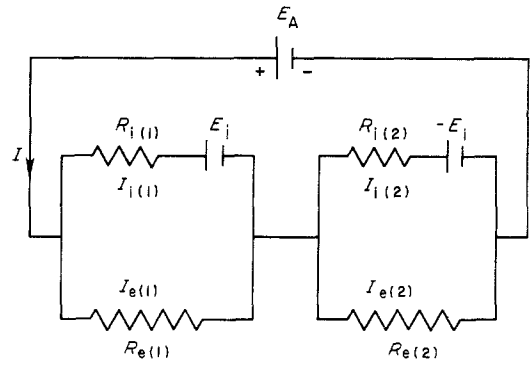 E_A
+ -
R_i(1) E_i R_i(2) -E_i
I
I_i(1) I_i(2)
I_e(1) I_e(2)
R_e(1) R_e(2)